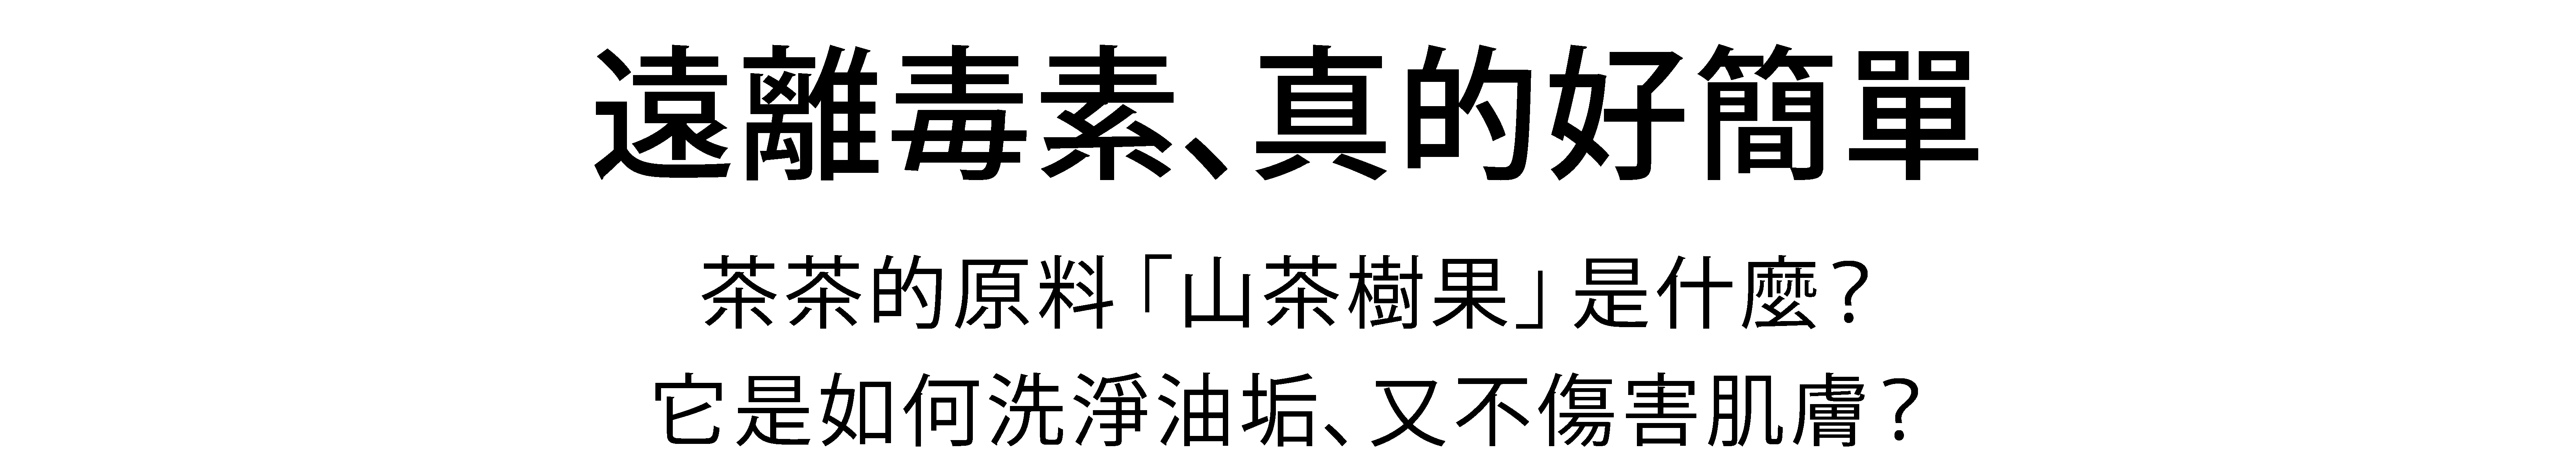 遠離毒素、真的好簡單
茶茶的原料「山茶樹果」是什麼？
它是如何洗淨油垢、又不傷害肌膚？